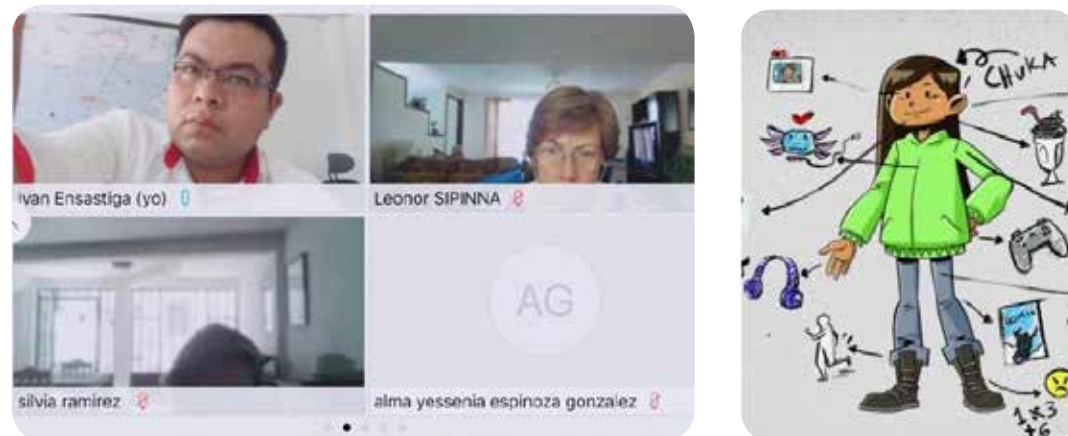 Ivan Ensastiga (yo)
Leonor SIPINNA
silvia ramirez
AG
alma yessenia espinoza gonzalez
CHUKA
1x3
+6